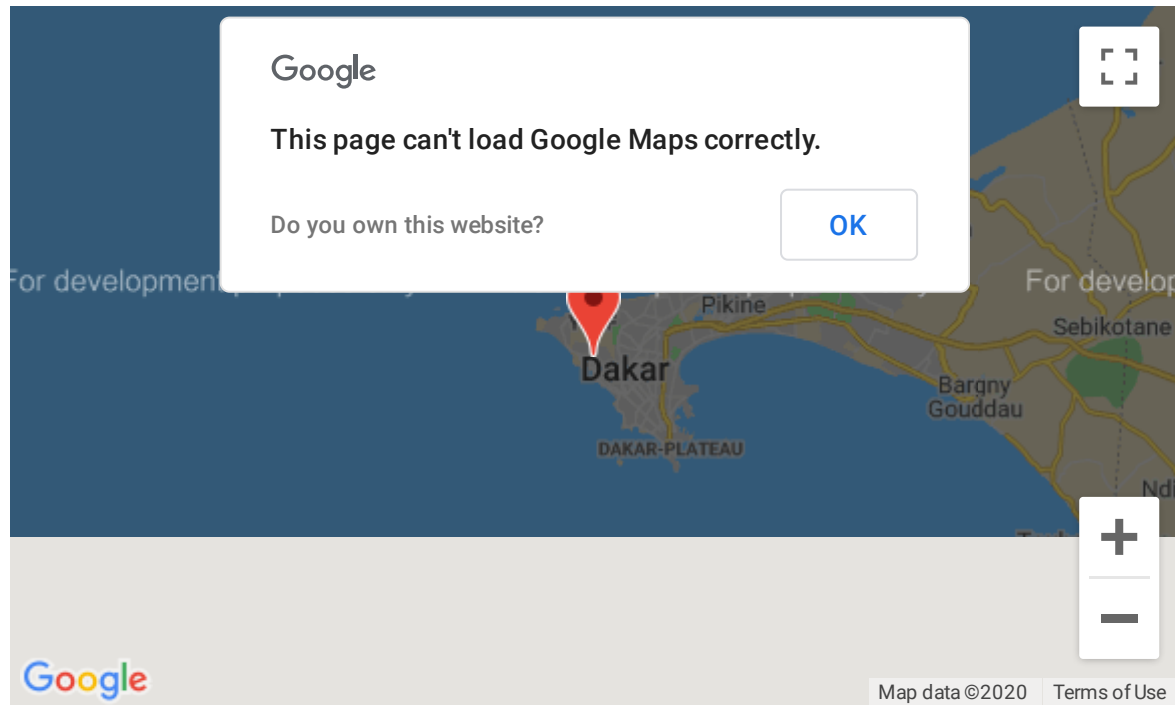 Google
This page can't load Google Maps correctly.
Do you own this website?
OK
For development
For develop
Pikine
Sebikotane
Dakar
Bargny
Gouddau
DAKAR-PLATEAU
Ndi
Google
Map data ©2020
Terms of Use